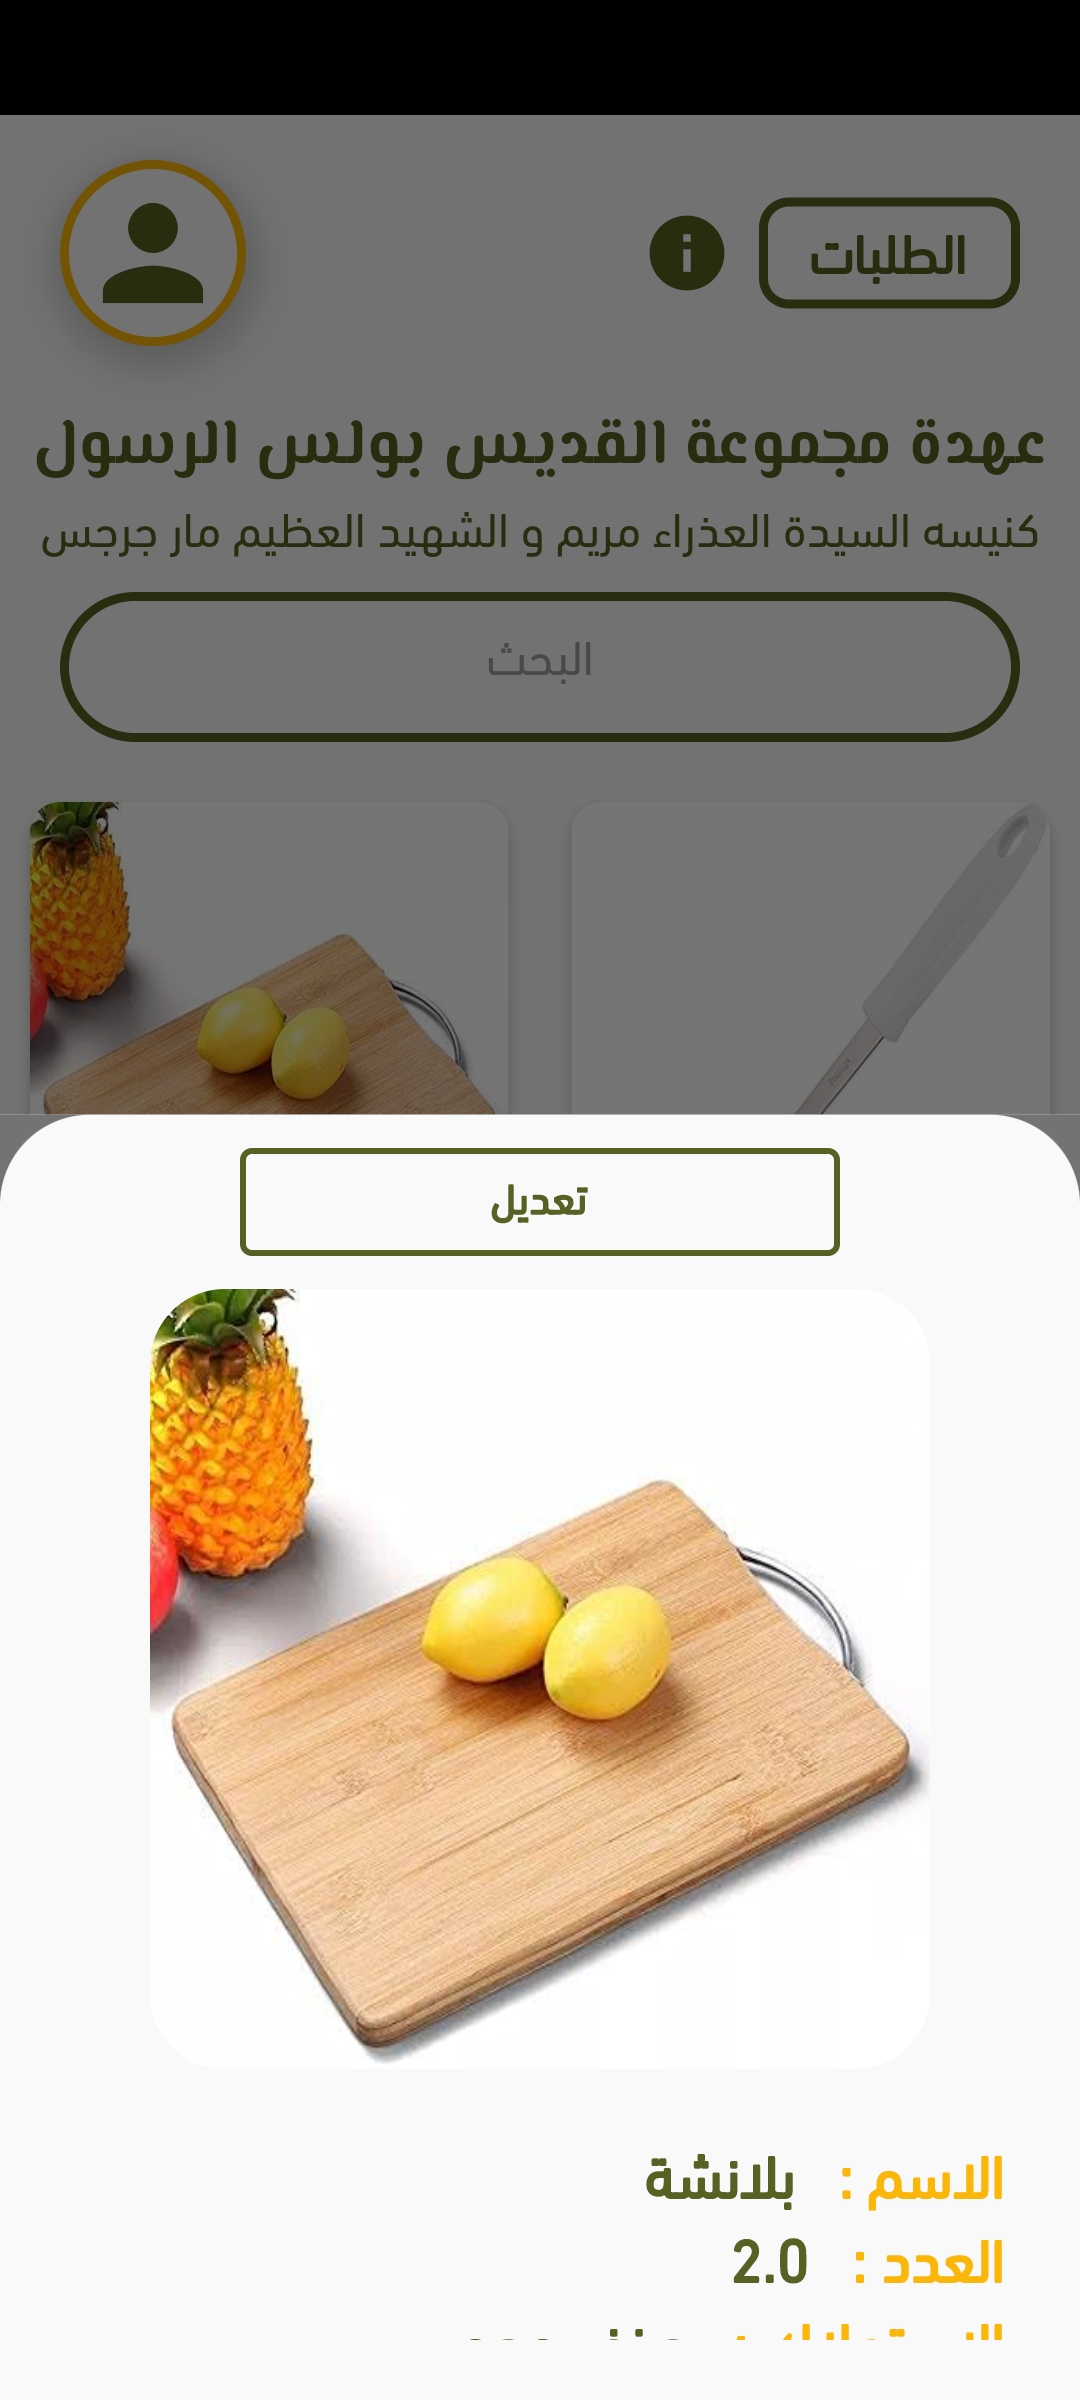 الطلبات
عهدة مجموعة القديس بولس الرسول
كنيسه السيدة العذراء مريم و الشهيد العظيم مار جرجس
البحث
تعديل
الاسم : بلانشة
العدد : 2.0